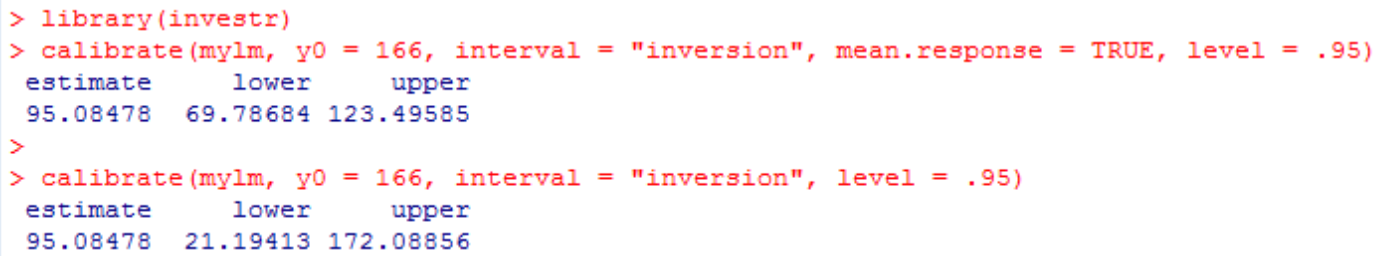 > library(investr)
> calibrate(mylm, y0 = 166, interval = "inversion", mean.response = TRUE, level = .95)
estimate lower upper
95.08478 69.78684 123.49585
>
> calibrate(mylm, y0 = 166, interval = "inversion", level = .95)
estimate lower upper
95.08478 21.19413 172.08856